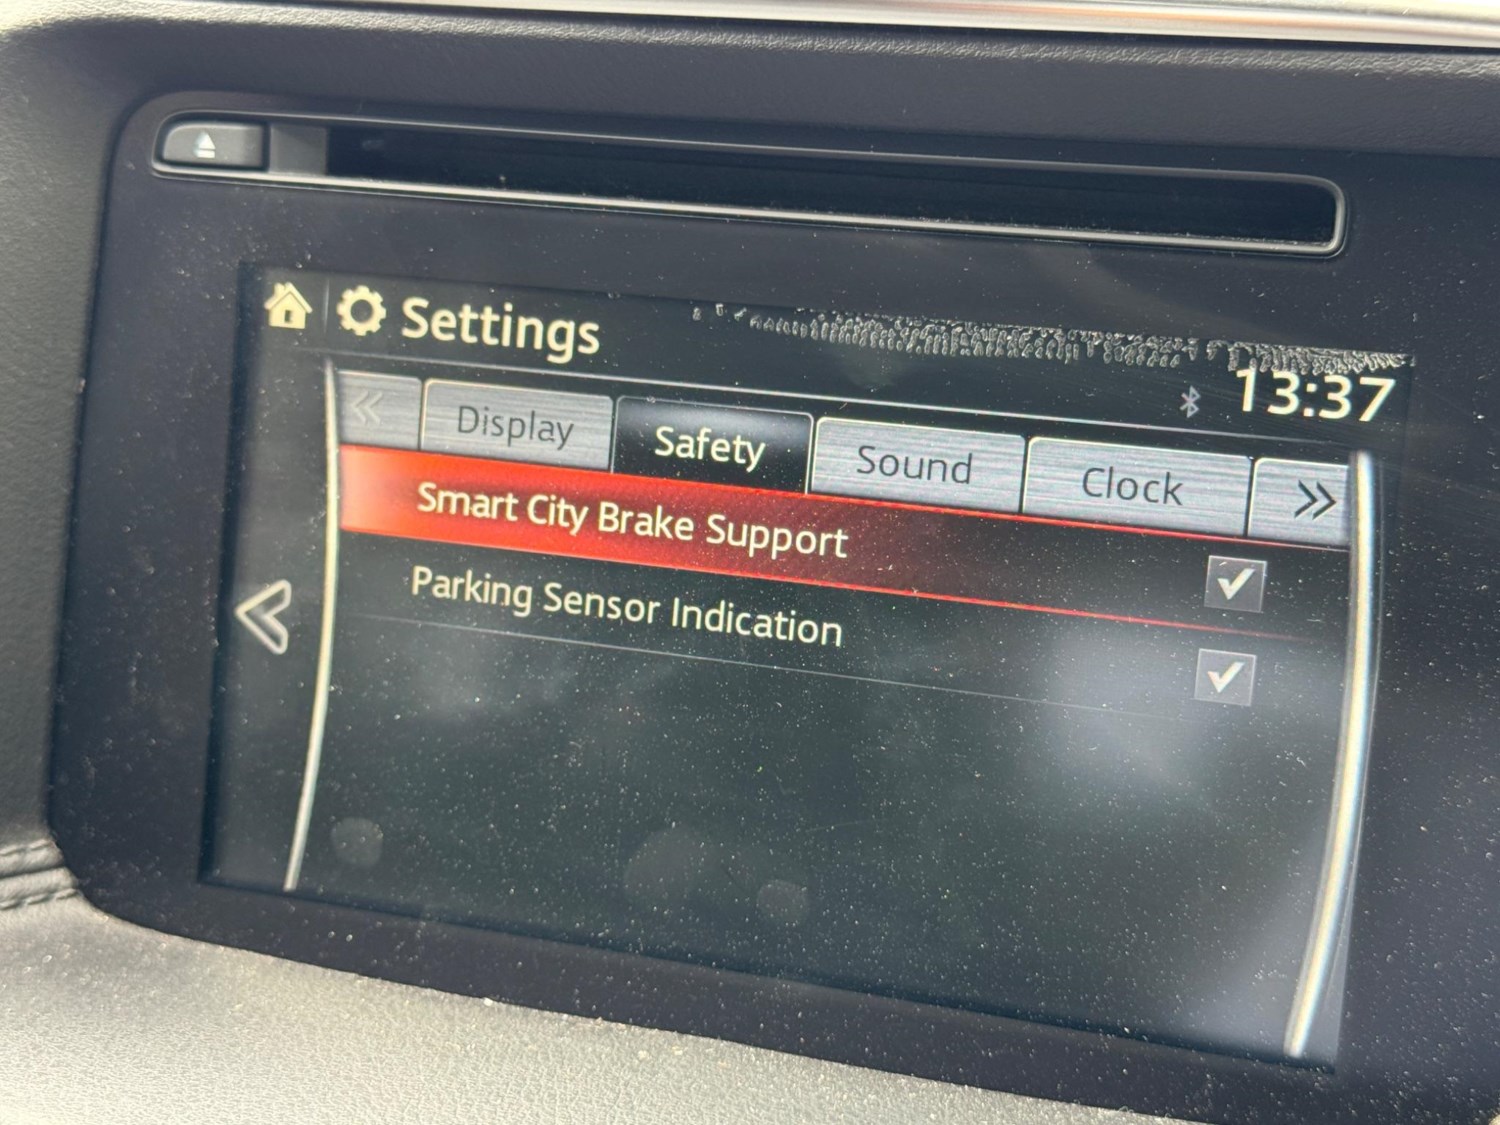 Settings
13:37
Display Safety Sound Clock
Smart City Brake Support
Parking Sensor Indication